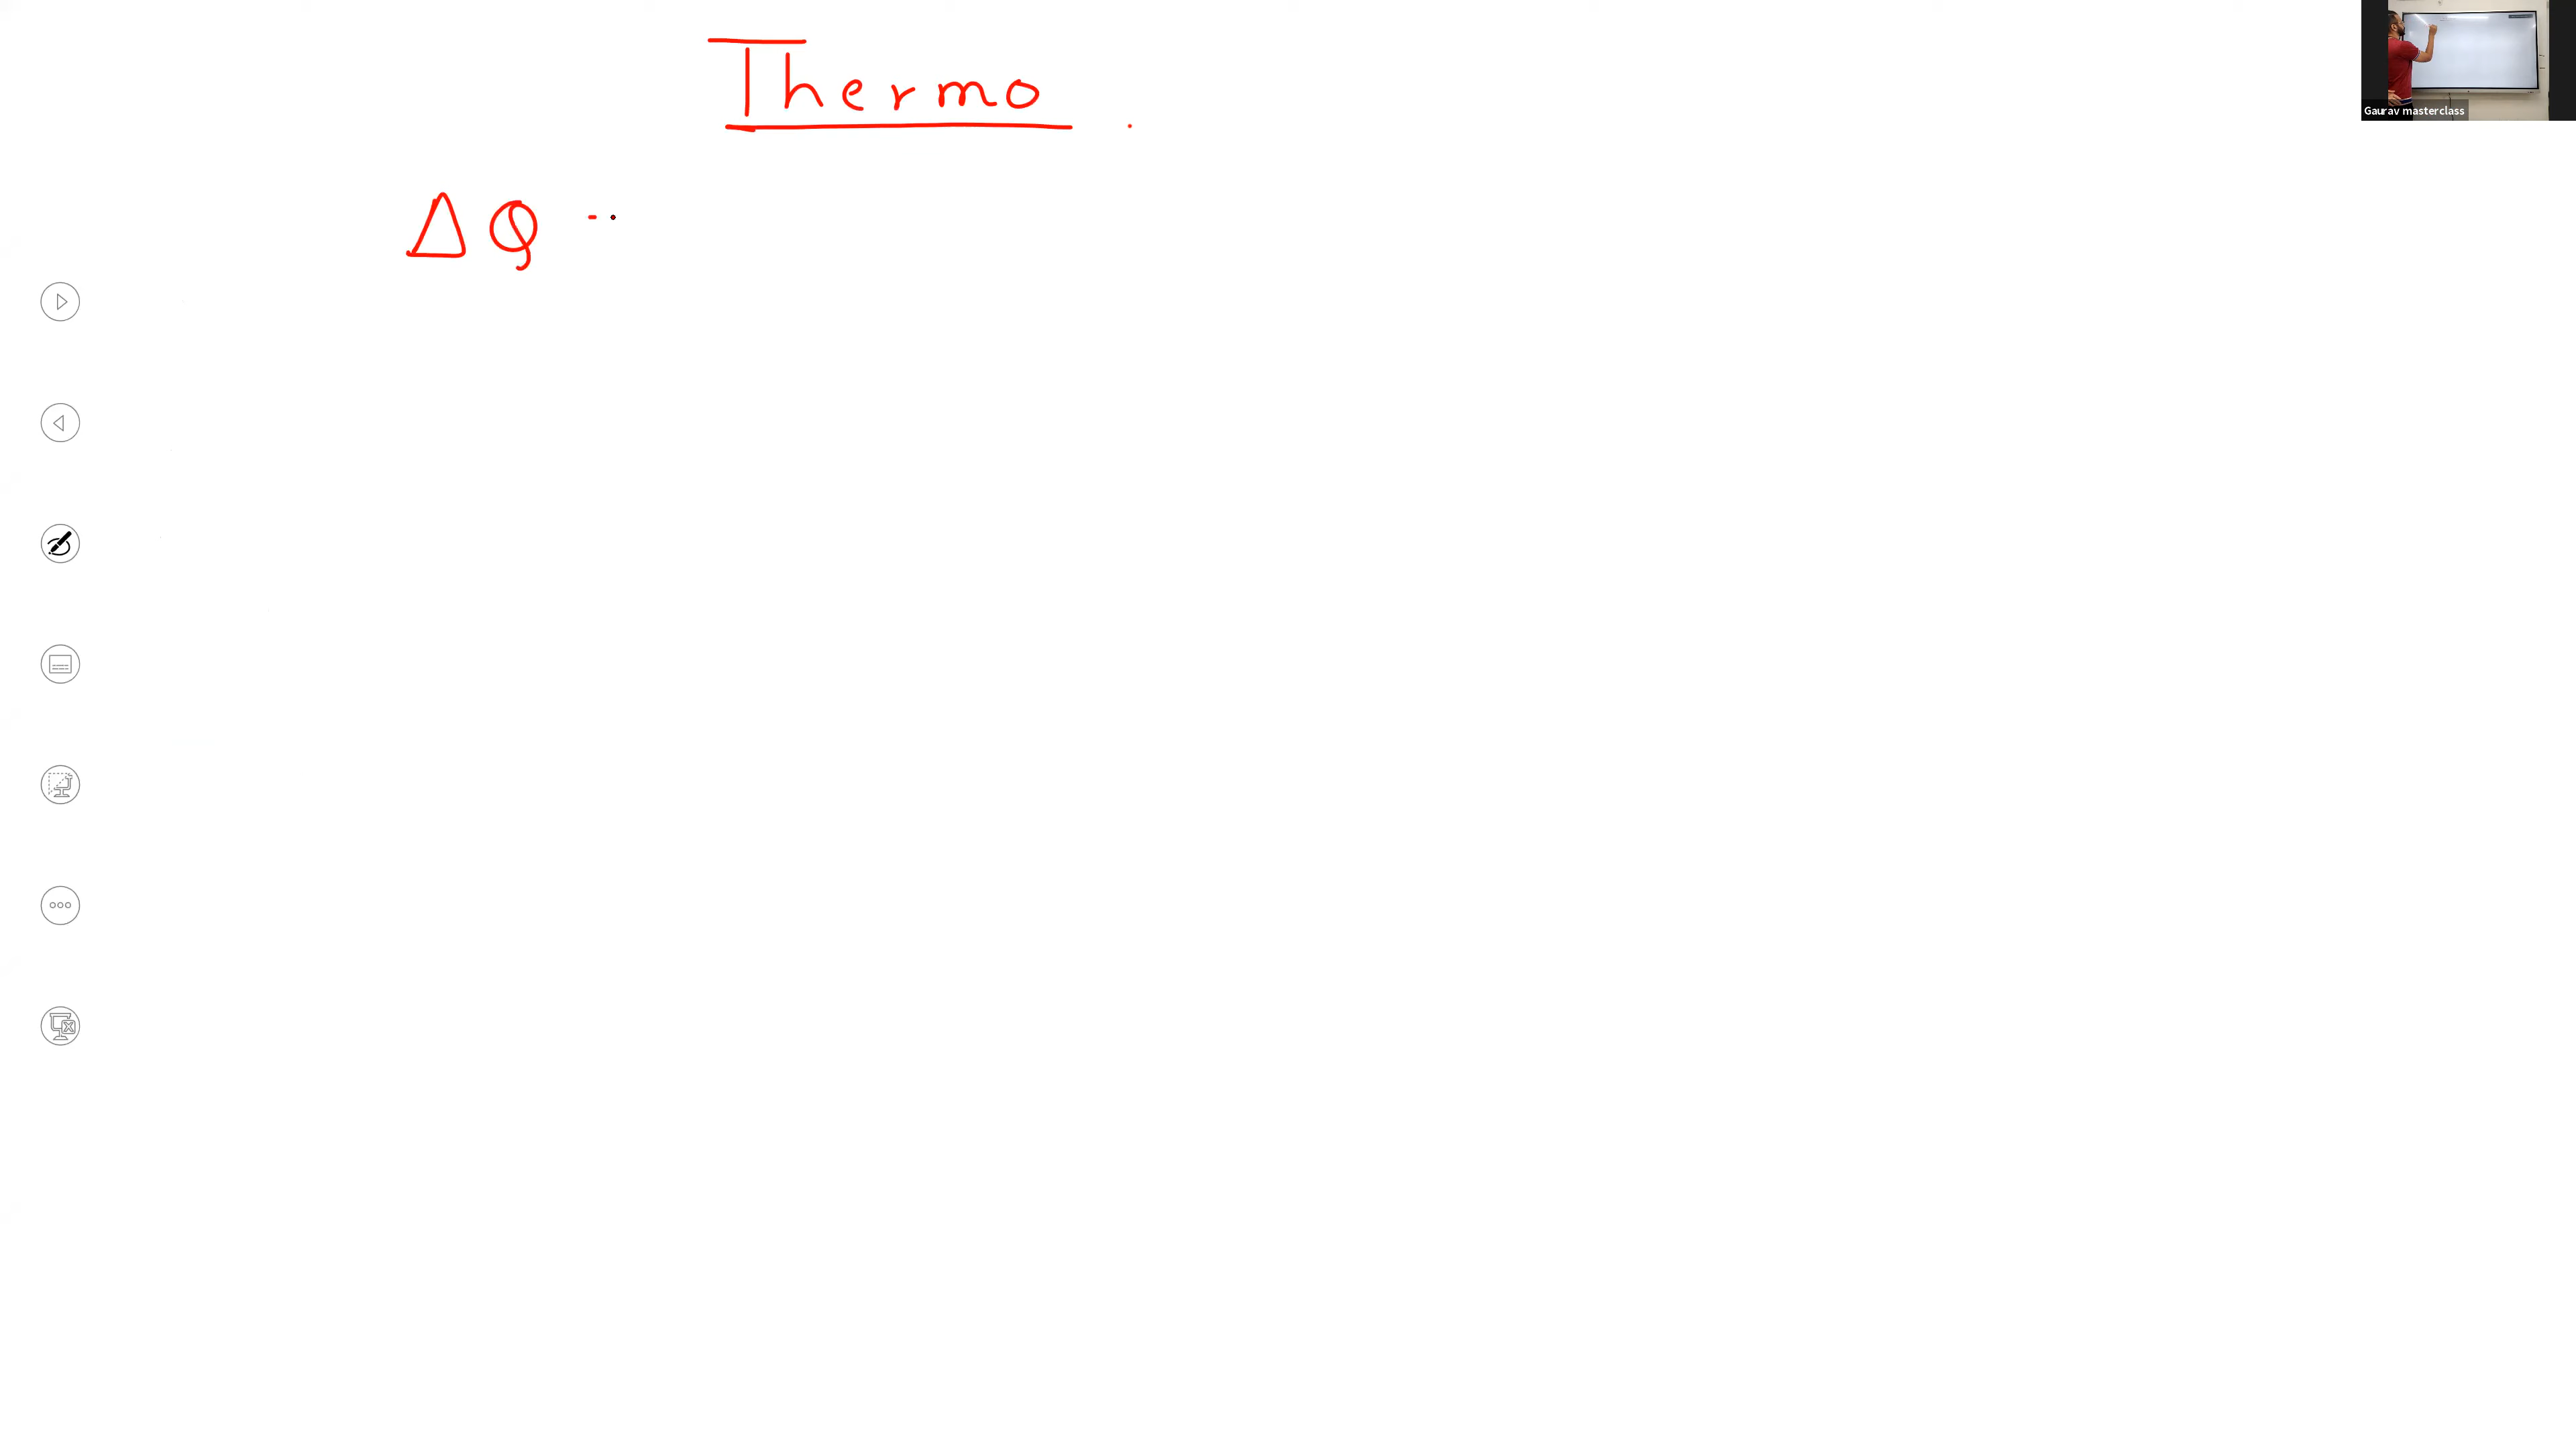 Thermo
Gaurav masterclass
ΔQ -